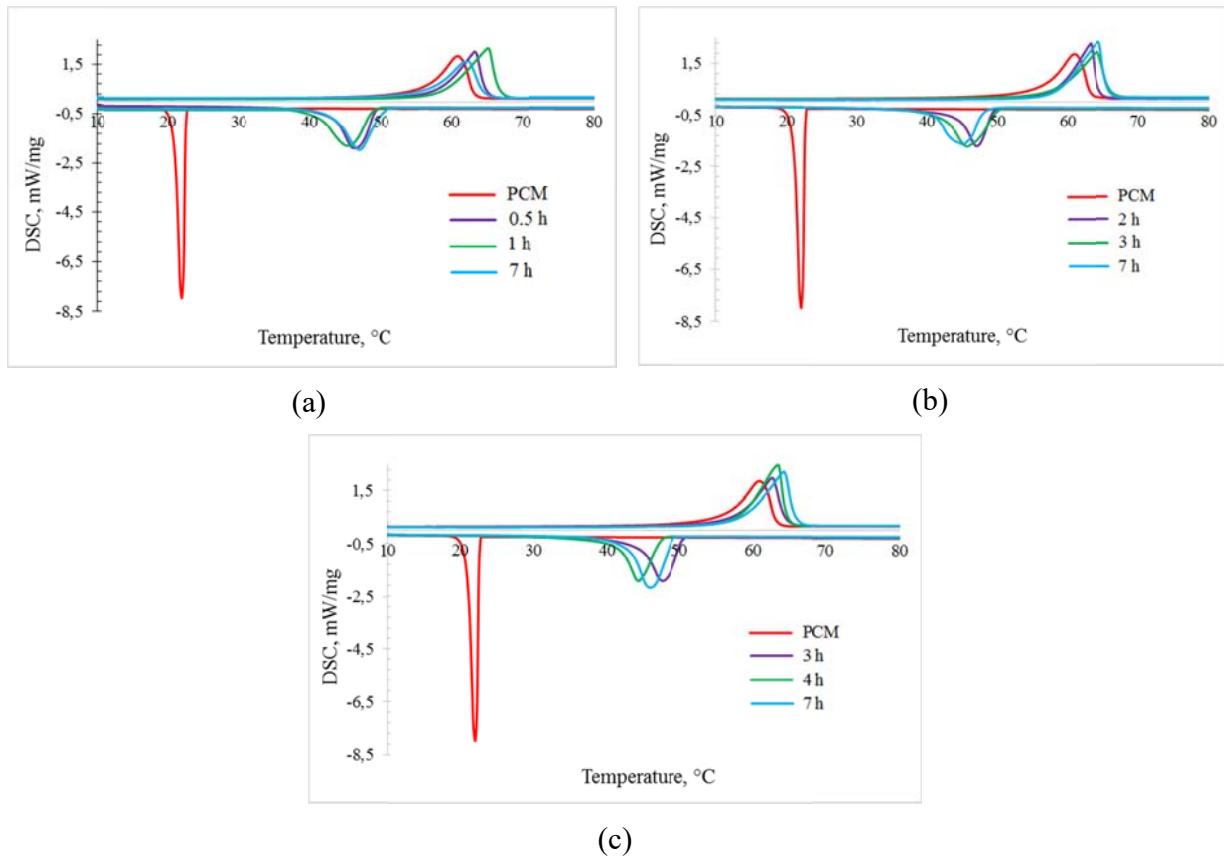 1,5
-0,5
-2,5
-4,5
-6,5
-8,5
10 20 30 40 50 60 70 80
DSC, mW/mg
Temperature, °C
PCM
0.5 h
1 h
7 h
(a)
1,5
-0,5
-2,5
-4,5
-6,5
-8,5
10 20 30 40 50 60 70 80
DSC, mW/mg
Temperature, °C
PCM
2 h
3 h
7 h
(b)
1,5
-0,5
-2,5
-4,5
-6,5
-8,5
10 20 30 40 50 60 70 80
DSC, mW/mg
Temperature, °C
PCM
3 h
4 h
7 h
(c)